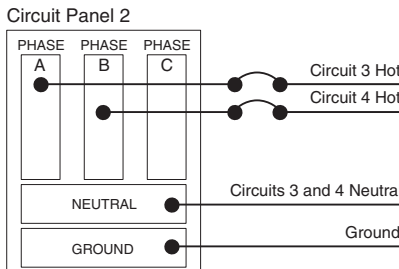 Circuit Panel 2
PHASE PHASE PHASE
A B C
Circuit 3 Hot
Circuit 4 Hot
NEUTRAL
Circuits 3 and 4 Neutra
GROUND
Ground